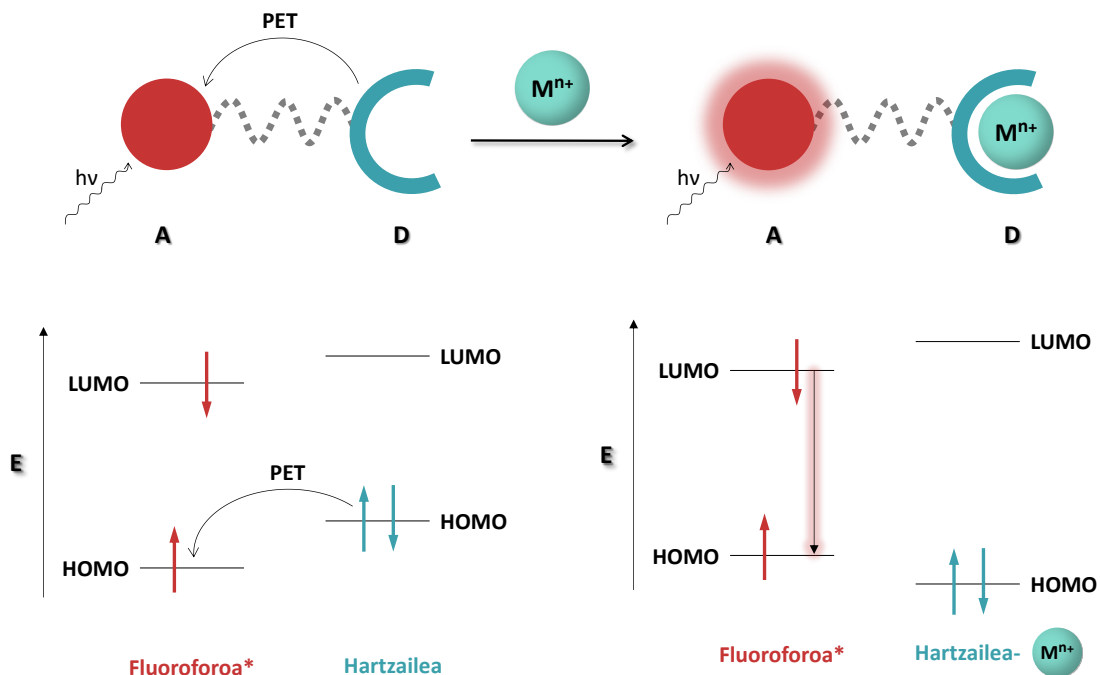 PET
Mⁿ⁺
Mⁿ⁺
hν
hν
A
D
A
D
LUMO
LUMO
E
PET
HOMO
HOMO
Fluoroforoa*
Hartzailea
LUMO
LUMO
E
HOMO
HOMO
Fluoroforoa*
Hartzailea- Mⁿ⁺